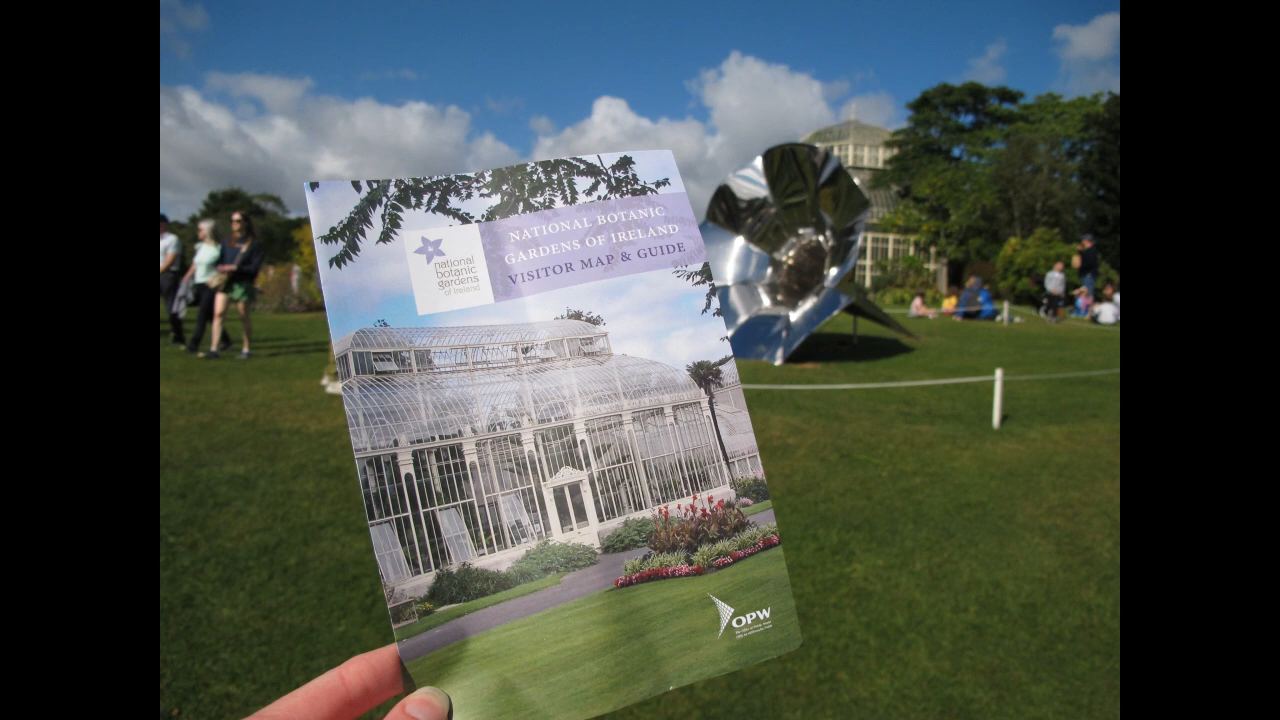 NATIONAL BOTANIC
GARDENS OF IRELAND
VISITOR MAP & GUIDE
national
botanic
gardens
of Ireland
OPW